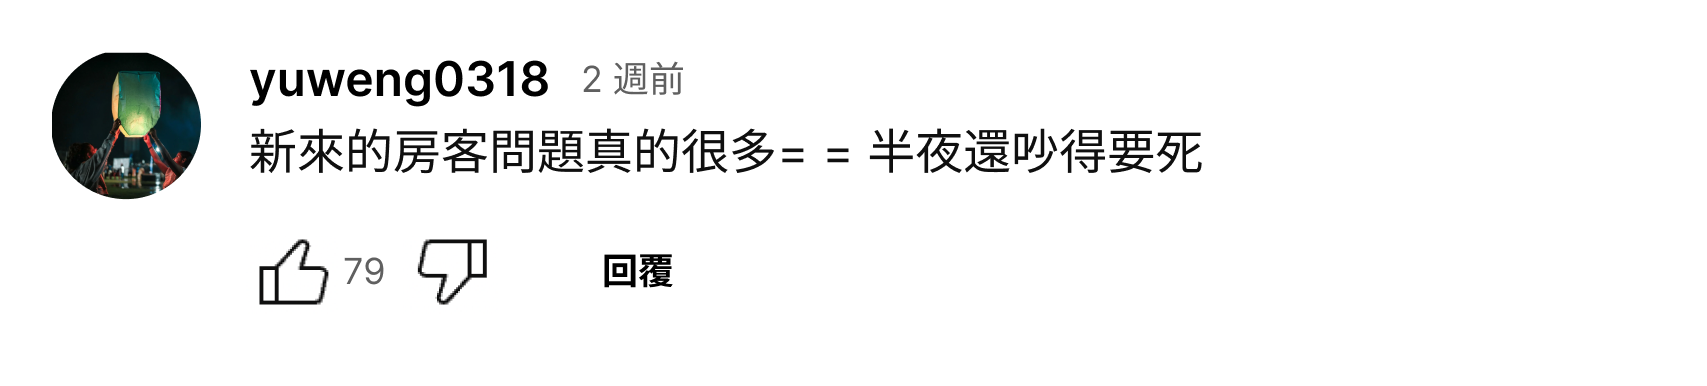 yuweng0318 2 週前
新來的房客問題真的很多= = 半夜還吵得要死
79 回覆